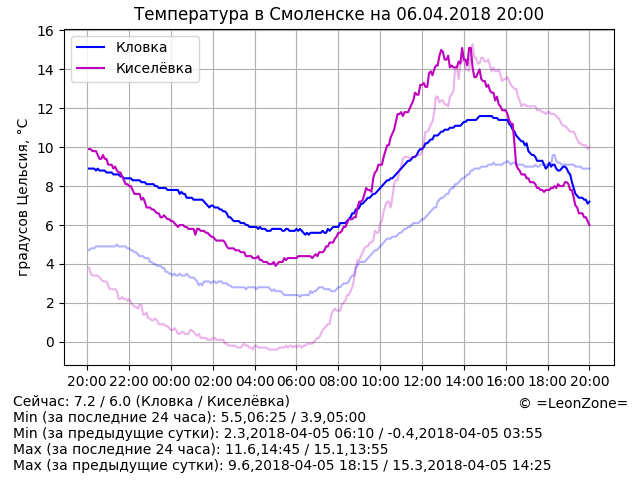 Температура в Смоленске на 06.04.2018 20:00
Кловка
Киселёвка
градусов Цельсия, °C
16
14
12
10
8
6
4
2
0
20:00 22:00 00:00 02:00 04:00 06:00 08:00 10:00 12:00 14:00 16:00 18:00 20:00
Сейчас: 7.2 / 6.0 (Кловка / Киселёвка)
© =LeonZone=
Min (за последние 24 часа): 5.5,06:25 / 3.9,05:00
Min (за предыдущие сутки): 2.3,2018-04-05 06:10 / -0.4,2018-04-05 03:55
Max (за последние 24 часа): 11.6,14:45 / 15.1,13:55
Max (за предыдущие сутки): 9.6,2018-04-05 18:15 / 15.3,2018-04-05 14:25